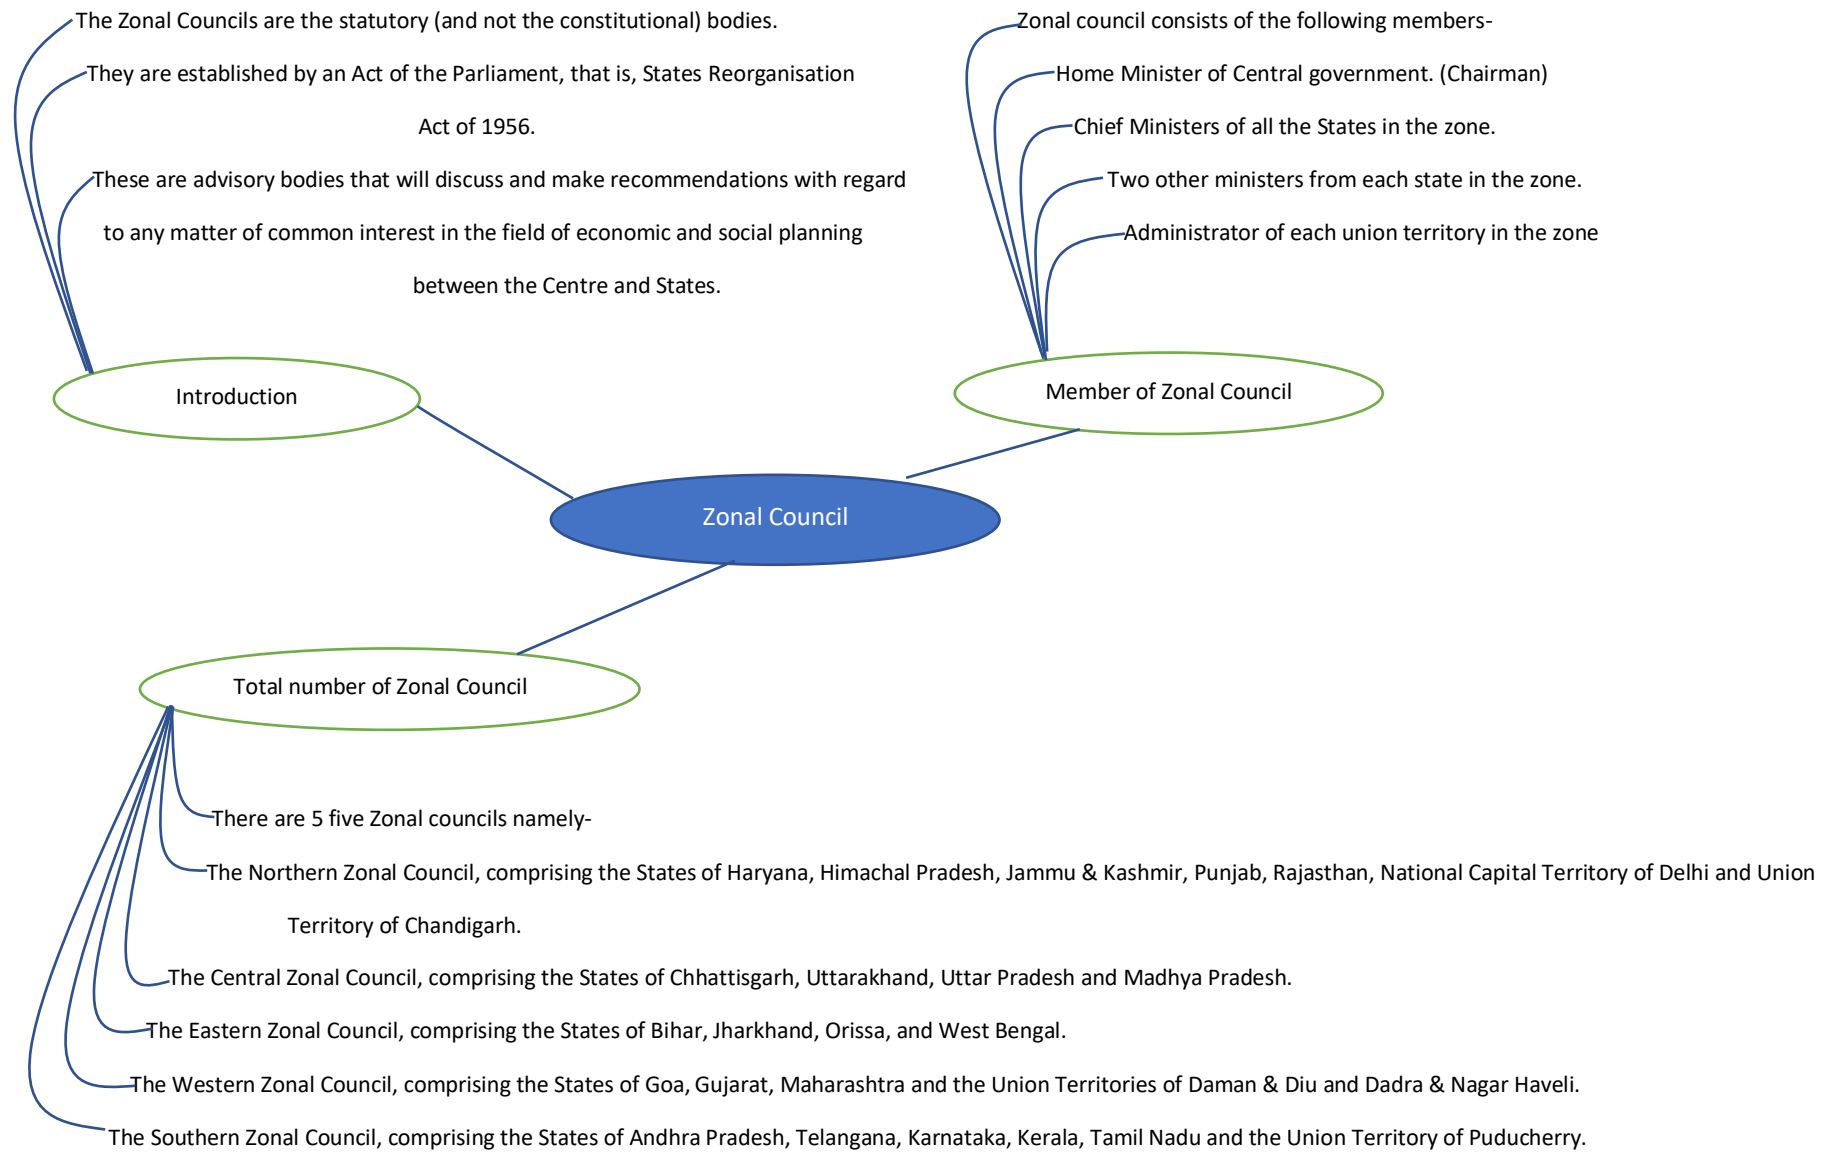 The Zonal Councils are the statutory (and not the constitutional) bodies.
They are established by an Act of the Parliament, that is, States Reorganisation
Act of 1956.
These are advisory bodies that will discuss and make recommendations with regard
to any matter of common interest in the field of economic and social planning
between the Centre and States.
Introduction
Zonal council consists of the following members-
Home Minister of Central government. (Chairman)
Chief Ministers of all the States in the zone.
Two other ministers from each state in the zone.
Administrator of each union territory in the zone
Member of Zonal Council
Zonal Council
Total number of Zonal Council
There are 5 five Zonal councils namely-
The Northern Zonal Council, comprising the States of Haryana, Himachal Pradesh, Jammu & Kashmir, Punjab, Rajasthan, National Capital Territory of Delhi and Union
Territory of Chandigarh.
The Central Zonal Council, comprising the States of Chhattisgarh, Uttarakhand, Uttar Pradesh and Madhya Pradesh.
The Eastern Zonal Council, comprising the States of Bihar, Jharkhand, Orissa, and West Bengal.
The Western Zonal Council, comprising the States of Goa, Gujarat, Maharashtra and the Union Territories of Daman & Diu and Dadra & Nagar Haveli.
The Southern Zonal Council, comprising the States of Andhra Pradesh, Telangana, Karnataka, Kerala, Tamil Nadu and the Union Territory of Puducherry.